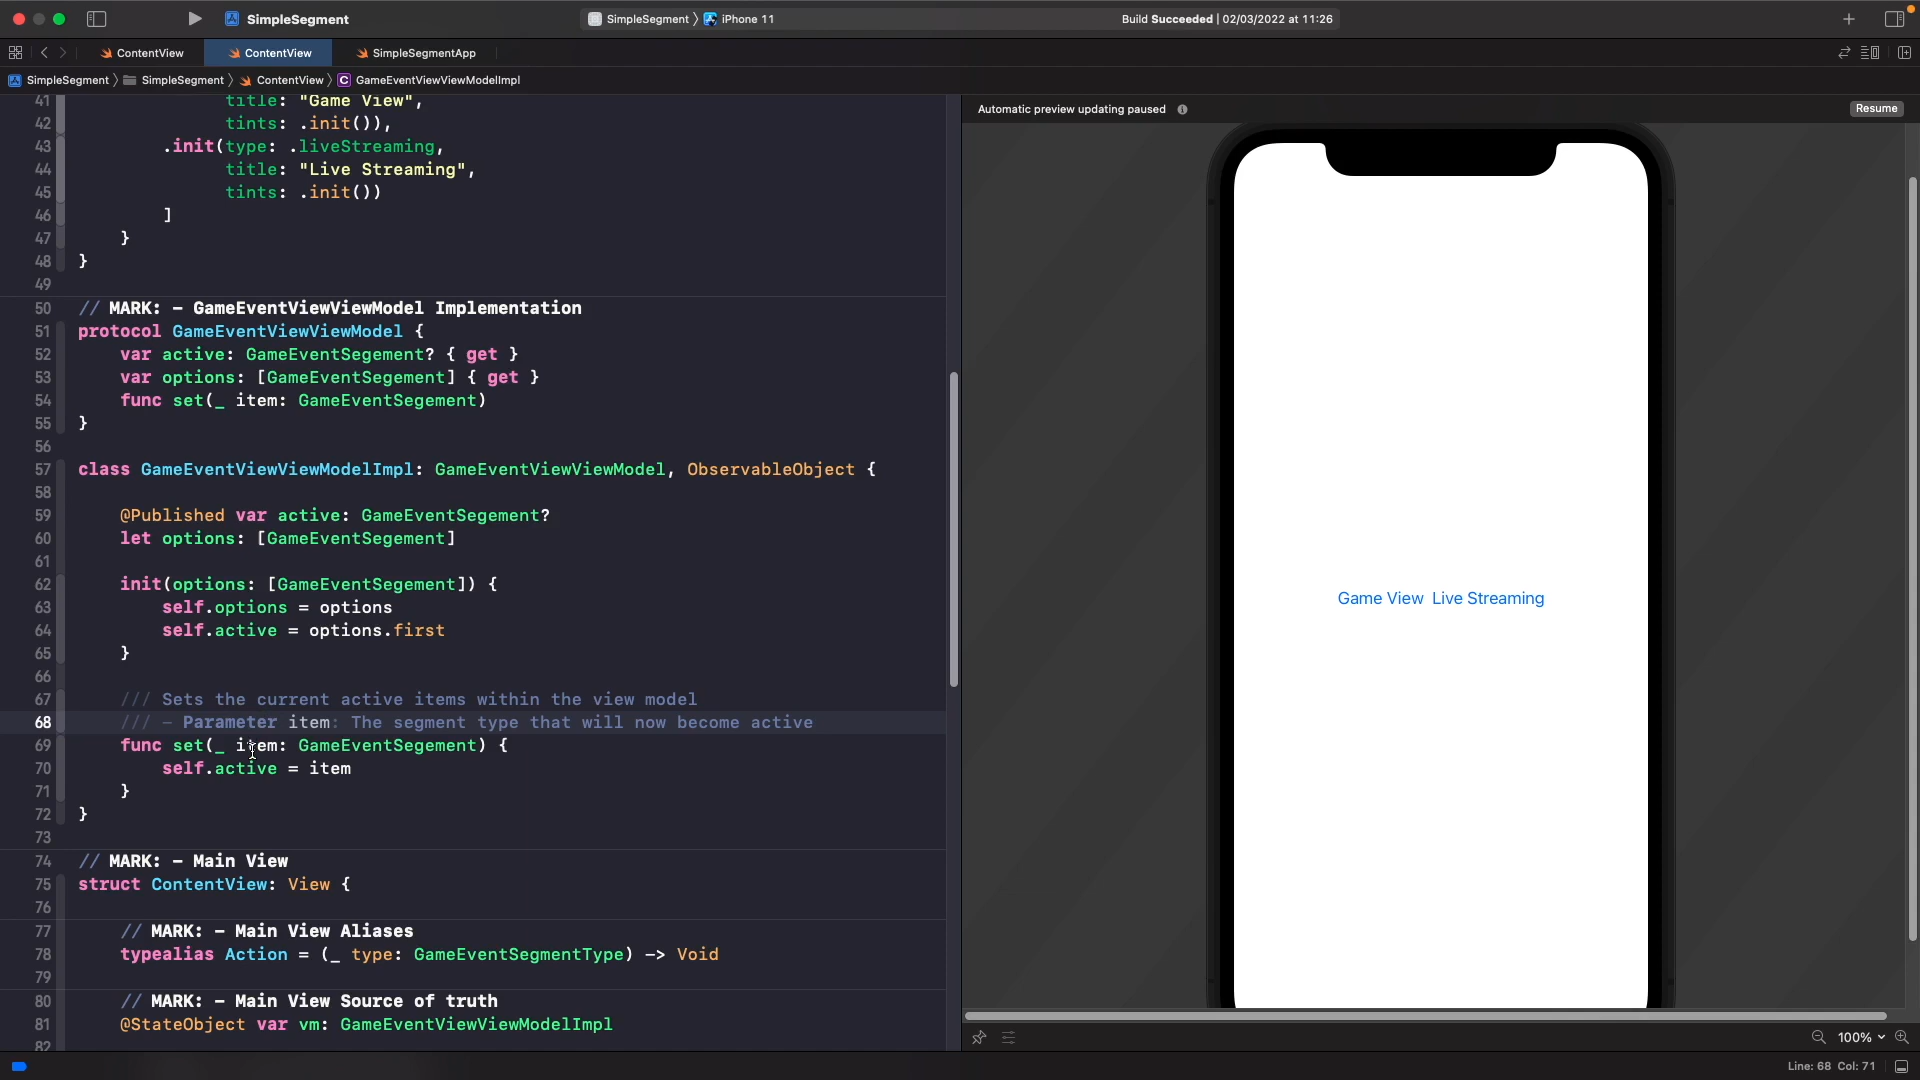 SimpleSegment
SimpleSegment 〉 iPhone 11
Build Succeeded | 02/03/2022 at 11:26
ContentView
ContentView
SimpleSegmentApp
SimpleSegment 〉 SimpleSegment 〉 ContentView 〉 C GameEventViewViewModelImpl
41 title: "Game View",
42 tints: .init()),
43 .init(type: .liveStreaming,
44 title: "Live Streaming",
45 tints: .init())
46 ]
47 }
48 }
49
50 // MARK: - GameEventViewViewModel Implementation
51 protocol GameEventViewViewModel {
52 var active: GameEventSegement? { get }
53 var options: [GameEventSegement] { get }
54 func set(_ item: GameEventSegement)
55 }
56
57 class GameEventViewViewModelImpl: GameEventViewViewModel, ObservableObject {
58
59 @Published var active: GameEventSegement?
60 let options: [GameEventSegement]
61
62 init(options: [GameEventSegement]) {
63 self.options = options
64 self.active = options.first
65 }
66
67 /// Sets the current active items within the view model
68 /// - Parameter item: The segment type that will now become active
69 func set(_ item: GameEventSegement) {
70 self.active = item
71 }
72 }
73
74 // MARK: - Main View
75 struct ContentView: View {
76
77 // MARK: - Main View Aliases
78 typealias Action = (_ type: GameEventSegmentType) -> Void
79
80 // MARK: - Main View Source of truth
81 @StateObject var vm: GameEventViewViewModelImpl
82
Automatic preview updating paused
Resume
Game View Live Streaming
100%
Line: 68 Col: 71